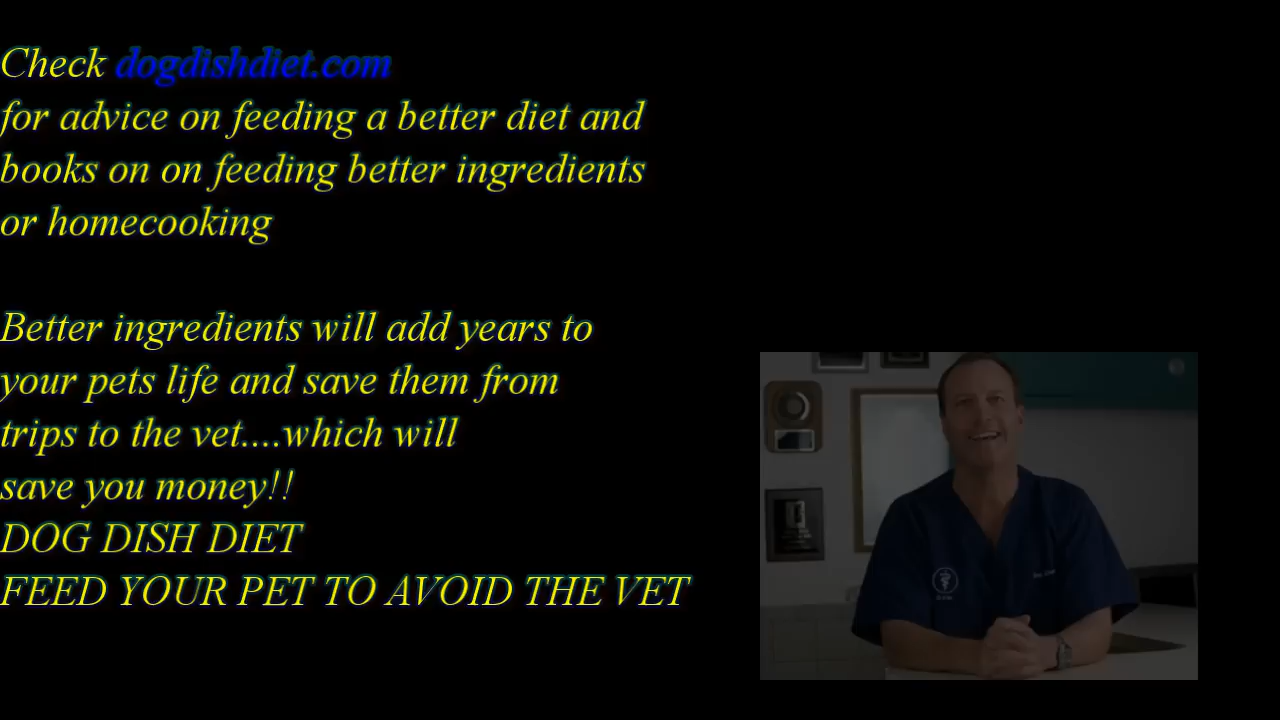 Check dogdishdiet.com
for advice on feeding a better diet and
books on on feeding better ingredients
or homecooking
Better ingredients will add years to
your pets life and save them from
trips to the vet....which will
save you money!!
DOG DISH DIET
FEED YOUR PET TO AVOID THE VET